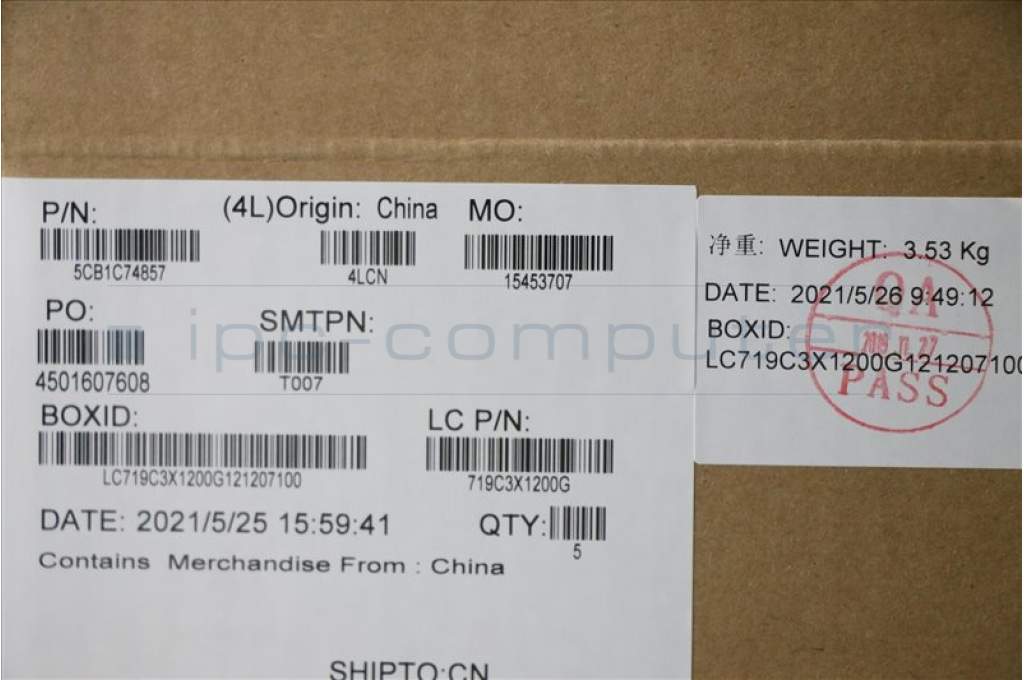 P/N:
5CB1C74857
(4L)Origin: China
4LCN
MO:
15453707
PO:
4501607608
SMTPN:
T007
BOXID:
LC719C3X1200G121207100
LC P/N:
719C3X1200G
DATE: 2021/5/25 15:59:41
QTY:
5
Contains Merchandise From : China
SHIPTO:CN
净重: WEIGHT: 3.53 Kg
DATE: 2021/5/26 9:49:12
BOXID:
LC719C3X1200G121207100
QA
PASS
ipc-computer